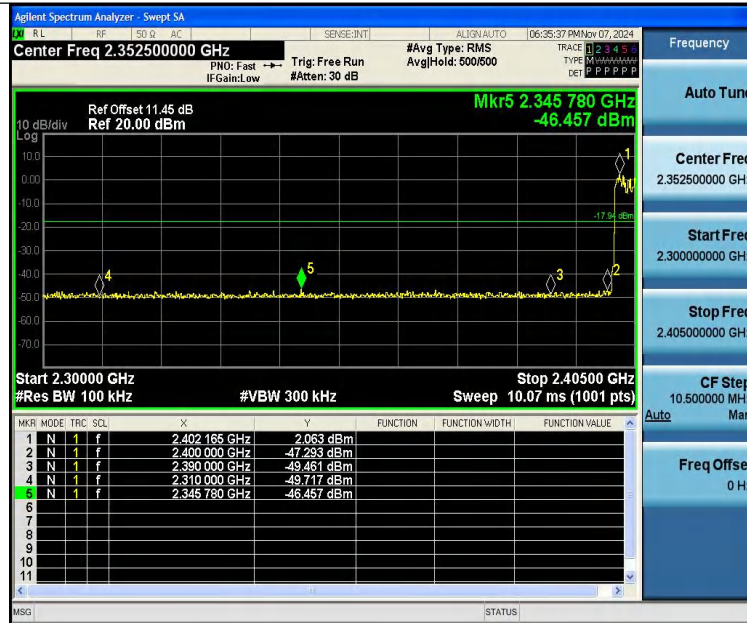 Agilent Spectrum Analyzer - Swept SA
LXI RL RF 50 Ω AC SENSE:INT ALIGN AUTO 06:35:37 PM Nov 07, 2024
Center Freq 2.352500000 GHz #Avg Type: RMS TRACE 1 2 3 4 5 6
PNO: Fast Trig: Free Run Avg|Hold: 500/500 TYPE M W W W W W
IFGain:Low #Atten: 30 dB DET P P P P P P
Mkr5 2.345 780 GHz
-46.457 dBm
Ref Offset 11.45 dB
10 dB/div Ref 20.00 dBm
Log
10.0
0.00
-10.0
-20.0
-30.0
-40.0
-50.0
-60.0
-70.0
1
-17.94 dBm
4
5
3
2
Start 2.30000 GHz Stop 2.40500 GHz
#Res BW 100 kHz #VBW 300 kHz Sweep 10.07 ms (1001 pts)
MKR MODE TRC SCL X Y FUNCTION FUNCTION WIDTH FUNCTION VALUE
1 N 1 f 2.402 165 GHz 2.063 dBm
2 N 1 f 2.400 000 GHz -47.293 dBm
3 N 1 f 2.390 000 GHz -49.461 dBm
4 N 1 f 2.310 000 GHz -49.717 dBm
5 N 1 f 2.345 780 GHz -46.457 dBm
6
7
8
9
10
11
MSG STATUS
Frequency
Auto Tune
Center Freq
2.352500000 GHz
Start Freq
2.300000000 GHz
Stop Freq
2.405000000 GHz
CF Step
10.500000 MHz
Auto Man
Freq Offset
0 Hz